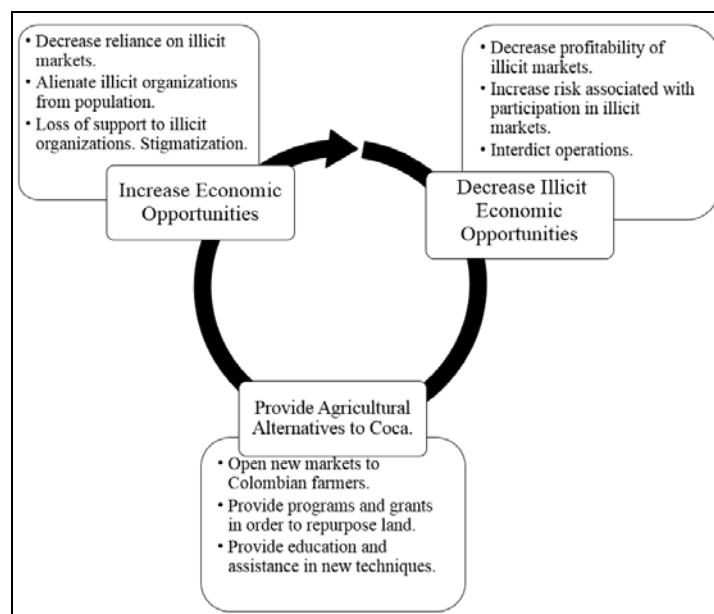 • Decrease reliance on illicit
markets.
• Alienate illicit organizations
from population.
• Loss of support to illicit
organizations. Stigmatization.
Increase Economic
Opportunities
• Decrease profitability of
illicit markets.
• Increase risk associated with
participation in illicit
markets.
• Interdict operations.
Decrease Illicit
Economic
Opportunities
Provide Agricultural
Alternatives to Coca.
• Open new markets to
Colombian farmers.
• Provide programs and grants
in order to repurpose land.
• Provide education and
assistance in new techniques.